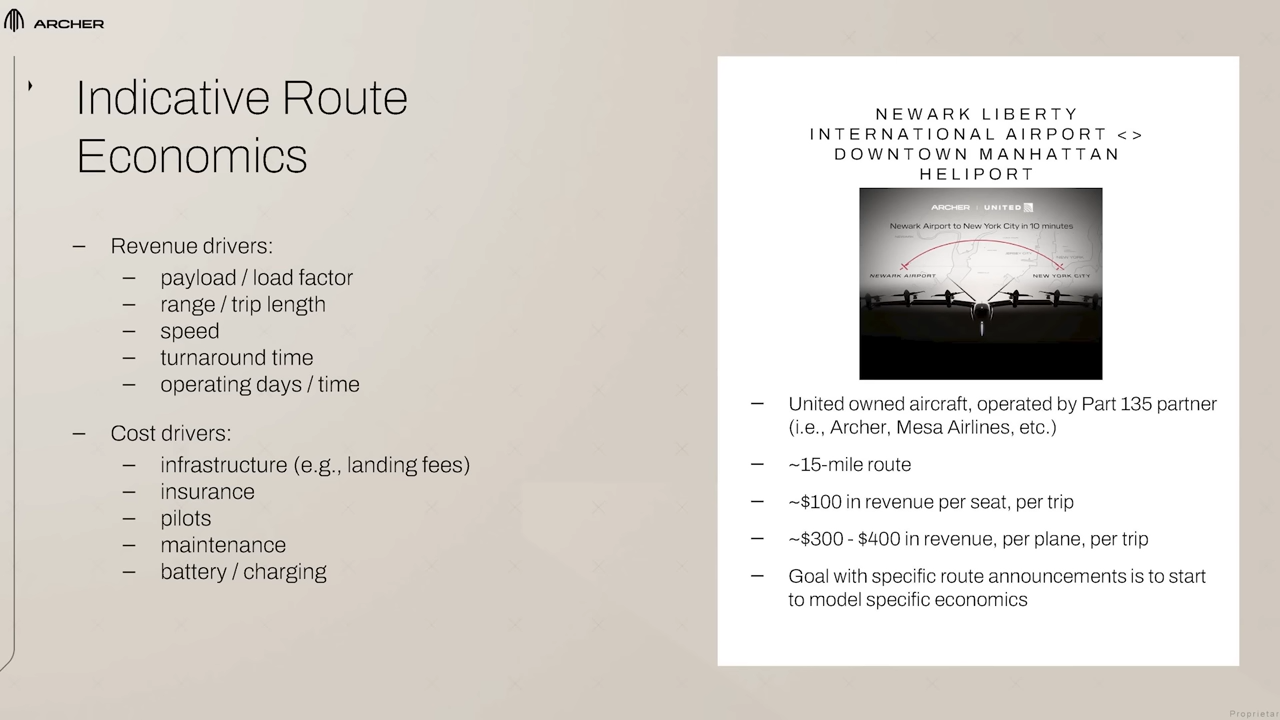 ARCHER
Indicative Route
Economics
– Revenue drivers:
– payload / load factor
– range / trip length
– speed
– turnaround time
– operating days / time
– Cost drivers:
– infrastructure (e.g., landing fees)
– insurance
– pilots
– maintenance
– battery / charging
NEWARK LIBERTY
INTERNATIONAL AIRPORT <>
DOWNTOWN MANHATTAN
HELIPORT
ARCHER | UNITED
Newark Airport to New York City in 10 minutes
NEWARK AIRPORT
NEW YORK CITY
– United owned aircraft, operated by Part 135 partner
(i.e., Archer, Mesa Airlines, etc.)
– ~15-mile route
– ~$100 in revenue per seat, per trip
– ~$300 - $400 in revenue, per plane, per trip
– Goal with specific route announcements is to start
to model specific economics
Proprietar